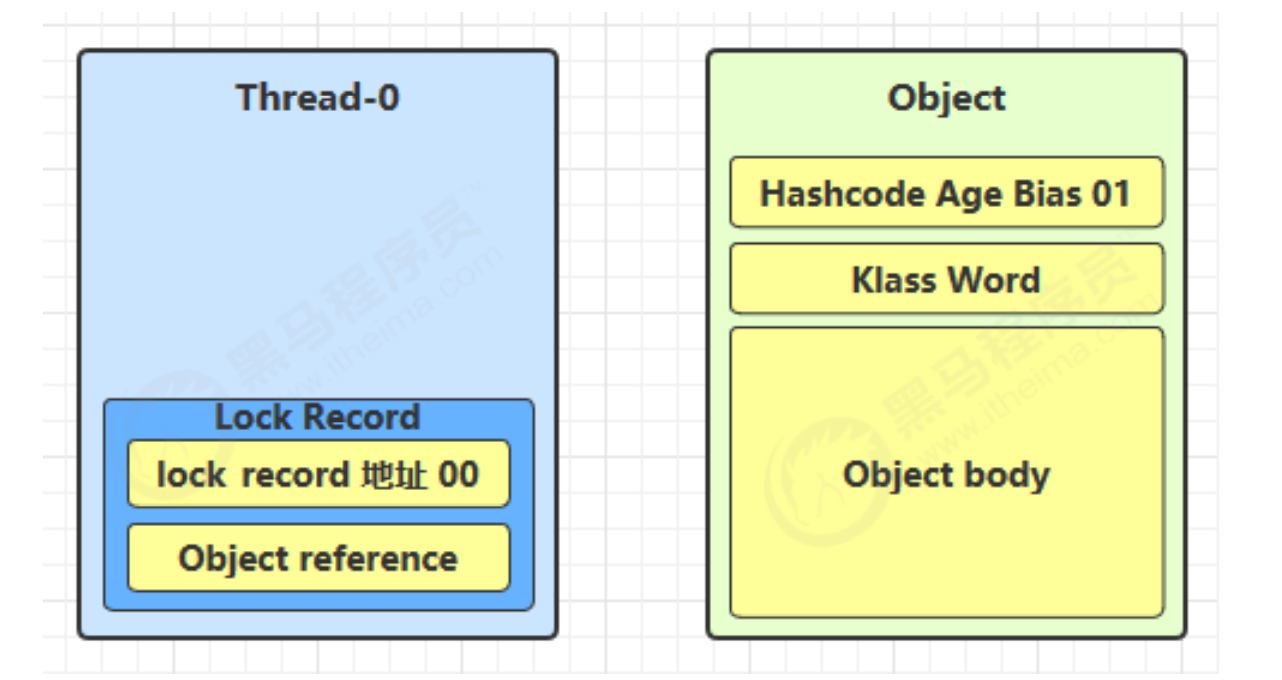 Thread-0
Lock Record
lock record 地址 00
Object reference
Object
Hashcode Age Bias 01
Klass Word
Object body
黑马程序员
www.itheima.com
黑马程序员
www.itheima.com